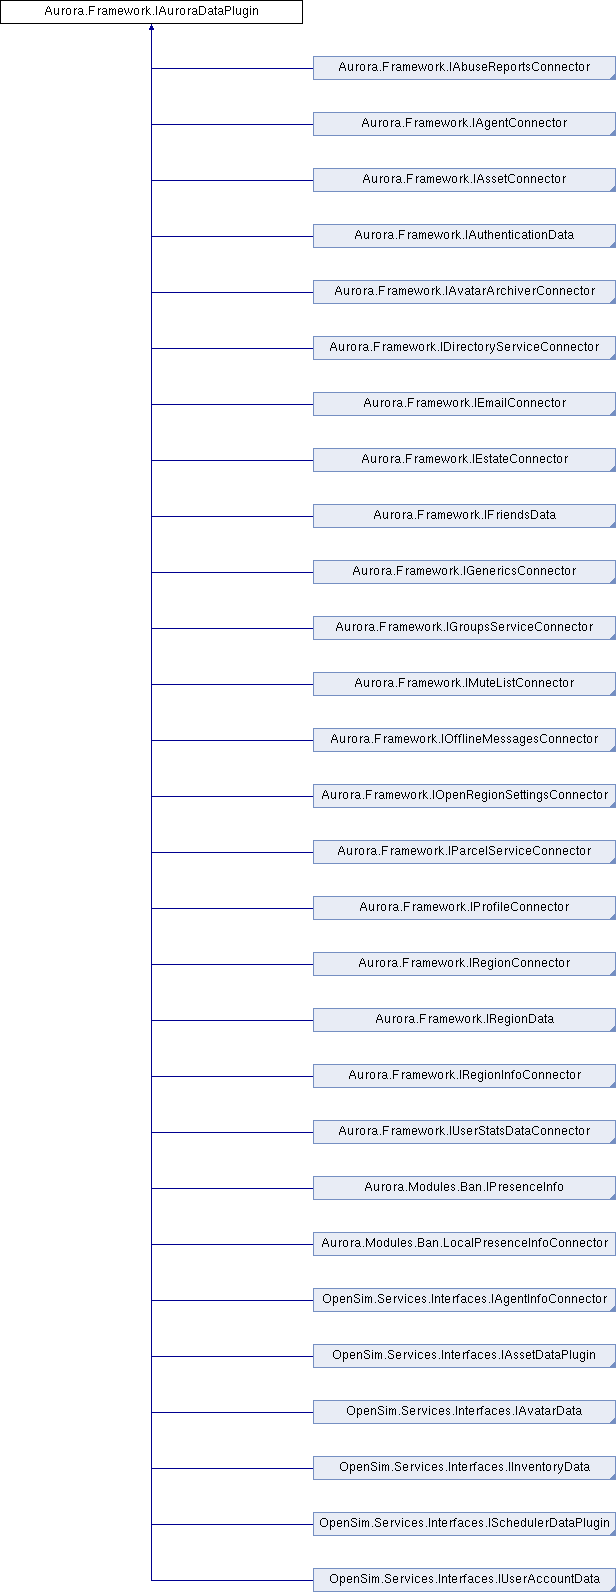 Aurora.Framework.IAuroraDataPlugin
Aurora.Framework.IAbuseReportsConnector
Aurora.Framework.IAgentConnector
Aurora.Framework.IAssetConnector
Aurora.Framework.IAuthenticationData
Aurora.Framework.IAvatarArchiverConnector
Aurora.Framework.IDirectoryServiceConnector
Aurora.Framework.IEmailConnector
Aurora.Framework.IEstateConnector
Aurora.Framework.IFriendsData
Aurora.Framework.IGenericsConnector
Aurora.Framework.IGroupsServiceConnector
Aurora.Framework.IMuteListConnector
Aurora.Framework.IOfflineMessagesConnector
Aurora.Framework.IOpenRegionSettingsConnector
Aurora.Framework.IParcelServiceConnector
Aurora.Framework.IProfileConnector
Aurora.Framework.IRegionConnector
Aurora.Framework.IRegionData
Aurora.Framework.IRegionInfoConnector
Aurora.Framework.IUserStatsDataConnector
Aurora.Modules.Ban.IPresenceInfo
Aurora.Modules.Ban.LocalPresenceInfoConnector
OpenSim.Services.Interfaces.IAgentInfoConnector
OpenSim.Services.Interfaces.IAssetDataPlugin
OpenSim.Services.Interfaces.IAvatarData
OpenSim.Services.Interfaces.IInventoryData
OpenSim.Services.Interfaces.ISchedulerDataPlugin
OpenSim.Services.Interfaces.IUserAccountData